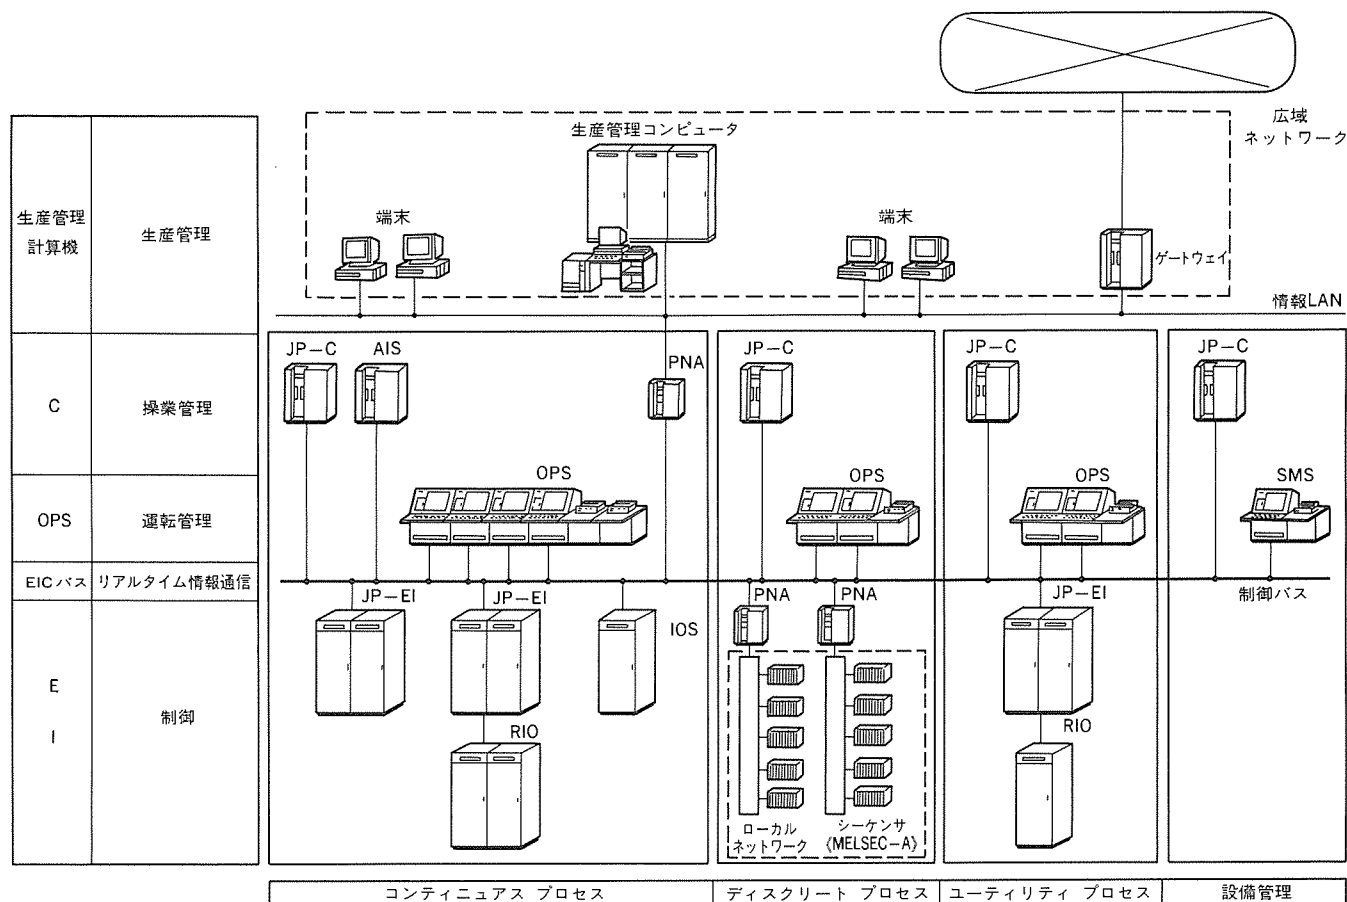 広域
ネットワーク
生産管理コンピュータ
端末
端末
ゲートウェイ
情報LAN
生産管理
計算機
生産管理
JP-C
AIS
PNA
JP-C
JP-C
JP-C
C
操業管理
OPS
OPS
OPS
SMS
OPS
運転管理
EICバス
リアルタイム情報通信
制御バス
JP-EI
JP-EI
IOS
PNA
PNA
JP-EI
E
I
制御
RIO
RIO
ローカル
ネットワーク
シーケンサ
《MELSEC-A》
コンティニュアス プロセス
ディスクリート プロセス
ユーティリティ プロセス
設備管理